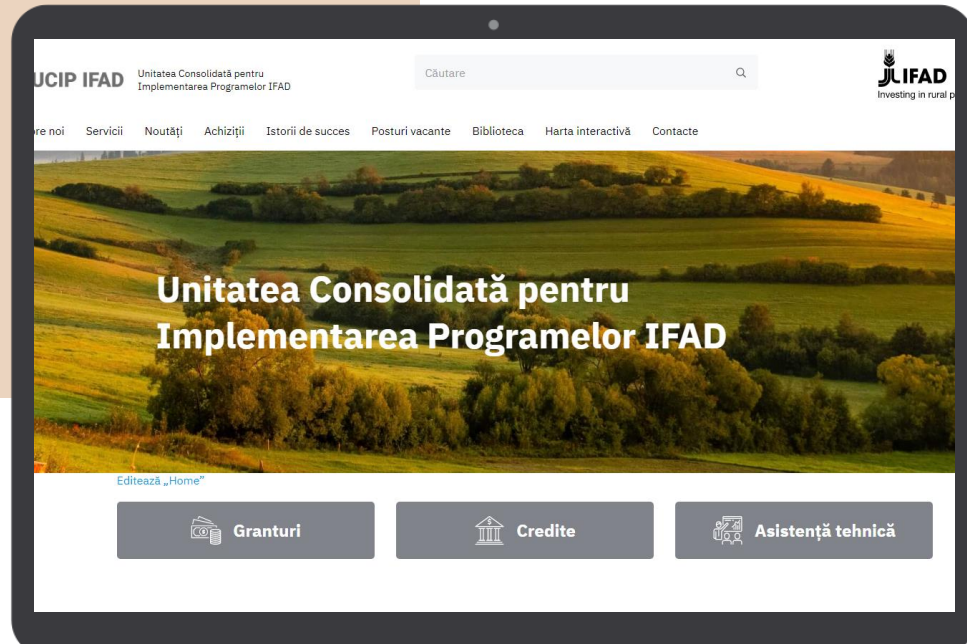 UCIP IFAD
Unitatea Consolidată pentru
Implementarea Programelor IFAD
Căutare
IFAD
Investing in rural p
re noi Servicii Noutăți Achiziții Istorii de succes Posturi vacante Biblioteca Harta interactivă Contacte
Unitatea Consolidată pentru
Implementarea Programelor IFAD
Editează „Home”
Granturi
Credite
Asistență tehnică